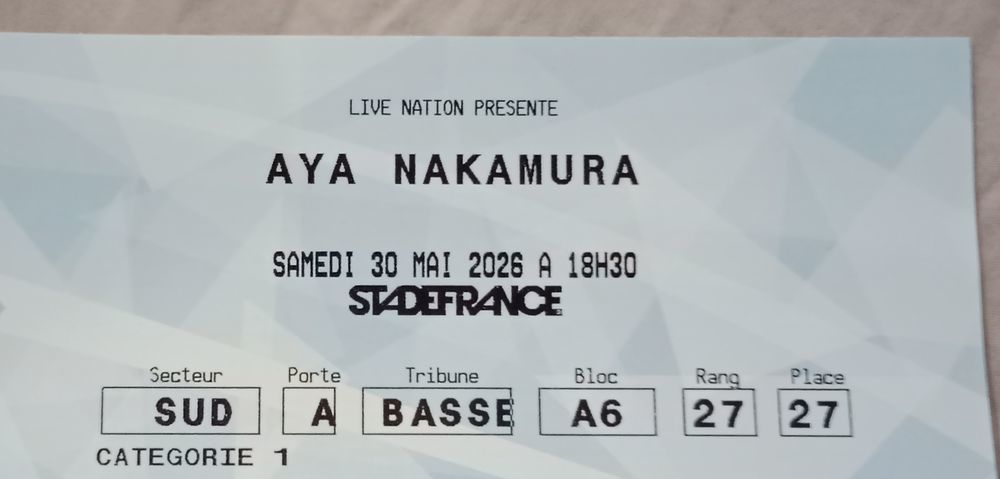 LIVE NATION PRESENTE
AYA NAKAMURA
SAMEDI 30 MAI 2026 A 18H30
STADEFRANCE
Secteur Porte Tribune Bloc Rang Place
SUD A BASSE A6 27 27
CATEGORIE 1